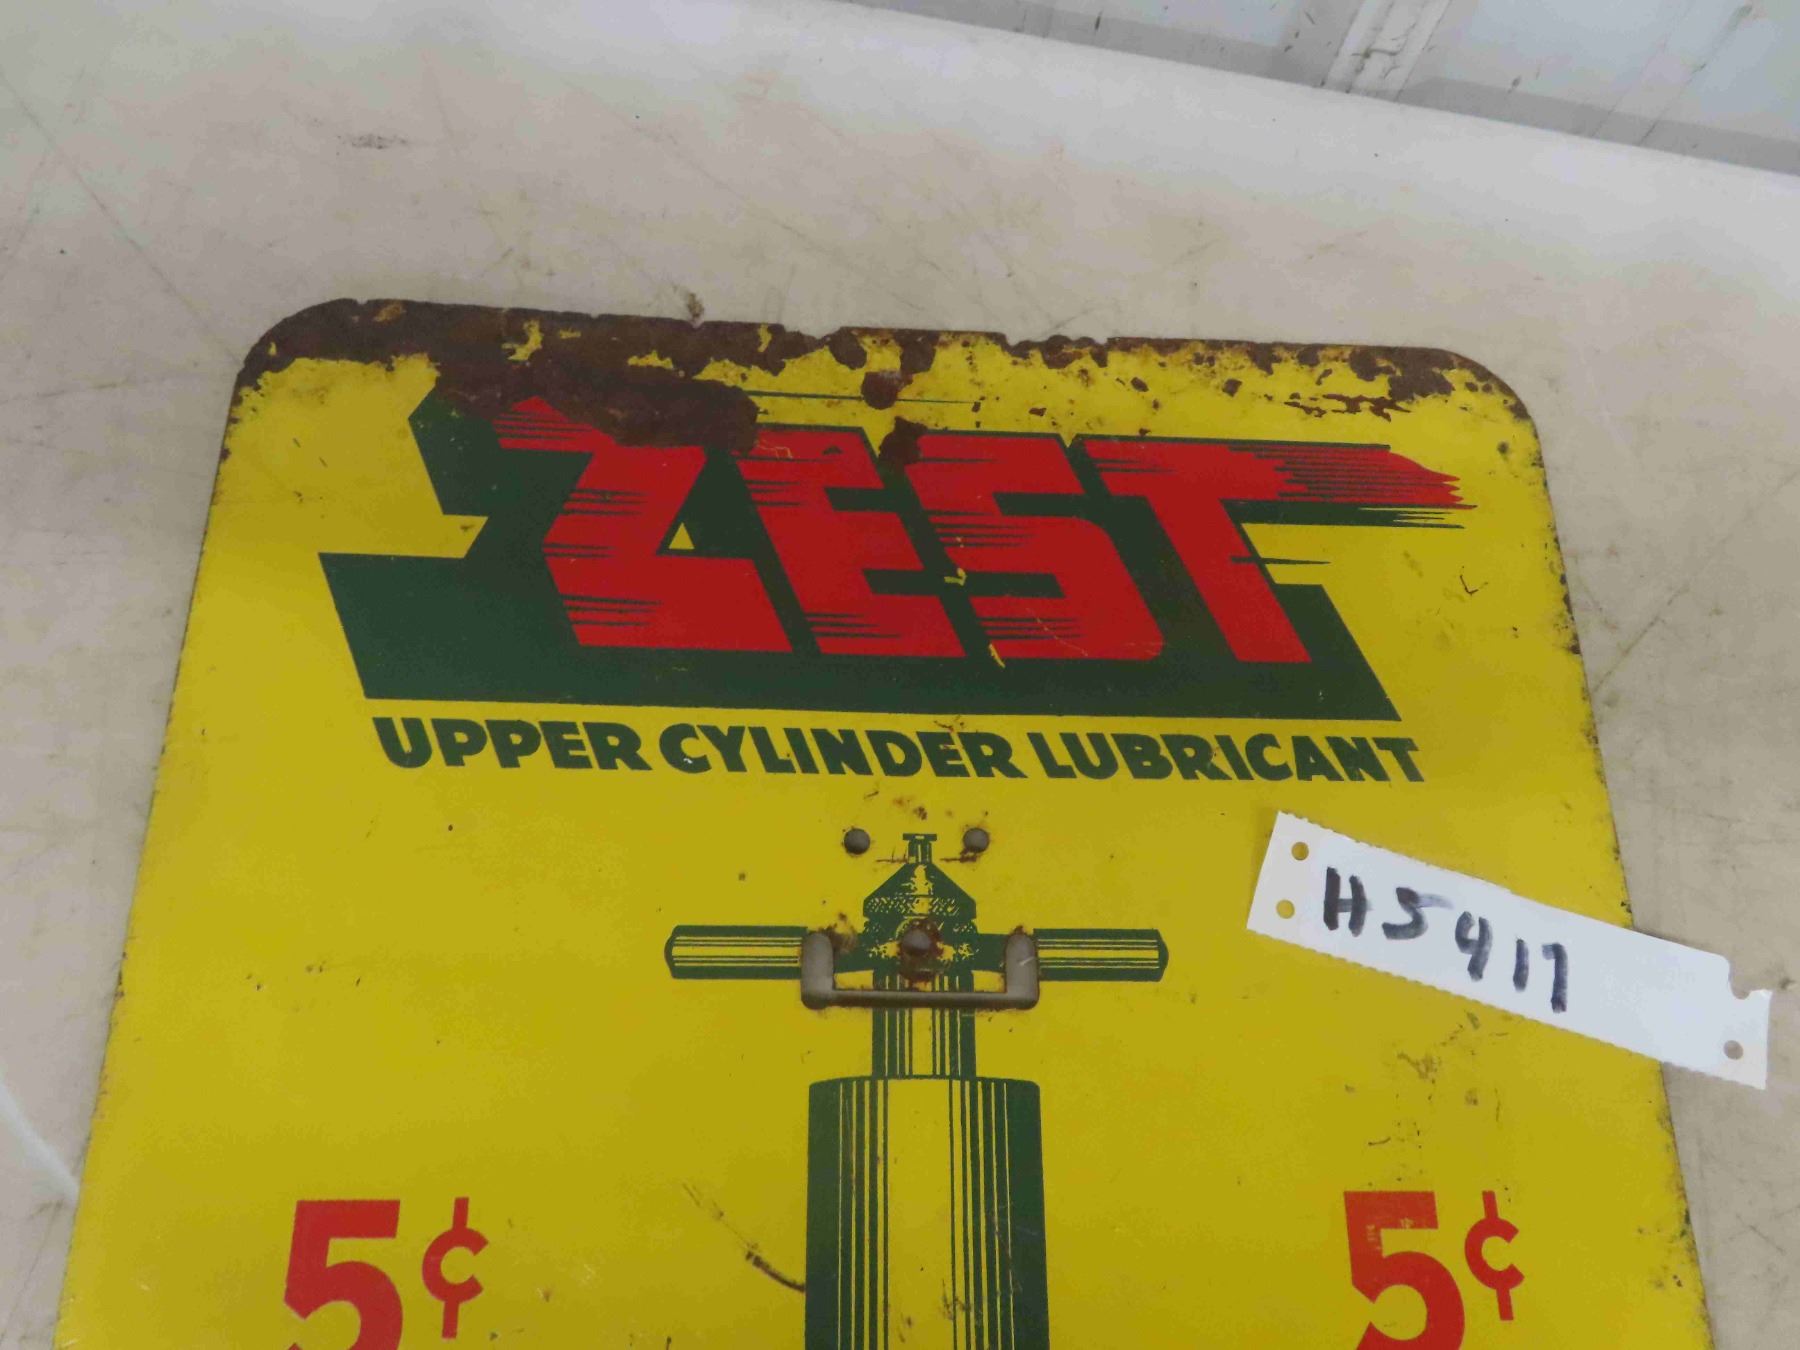 ZEST
UPPER CYLINDER LUBRICANT
H5417
5¢ 5¢